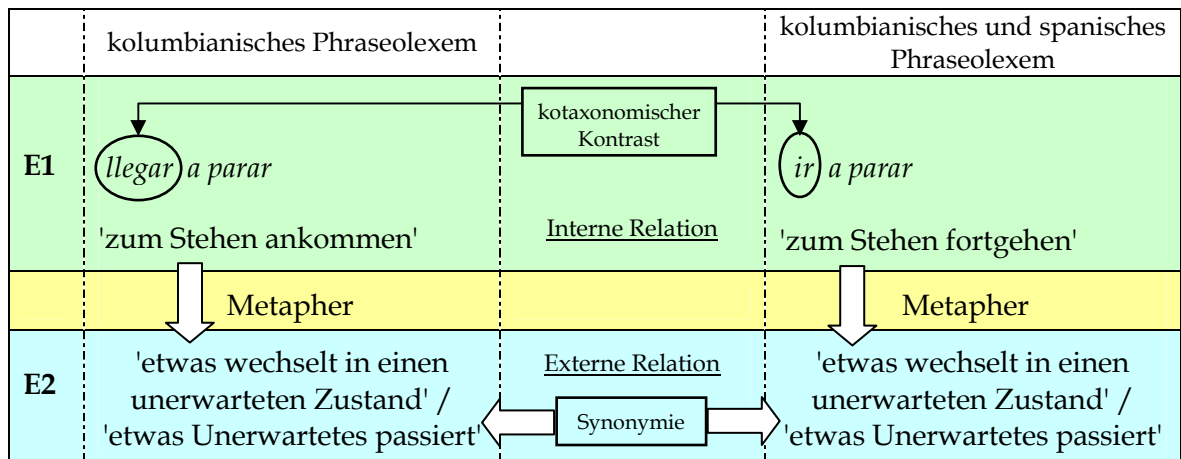 kolumbianisches Phraseolexem
kolumbianisches und spanisches
Phraseolexem
E1
kotaxonomischer
Kontrast
llegar a parar
ir a parar
Interne Relation
'zum Stehen ankommen'
'zum Stehen fortgehen'
Metapher
Metapher
E2
'etwas wechselt in einen
unerwarteten Zustand' /
'etwas Unerwartetes passiert'
Externe Relation
Synonymie
'etwas wechselt in einen
unerwarteten Zustand' /
'etwas Unerwartetes passiert'